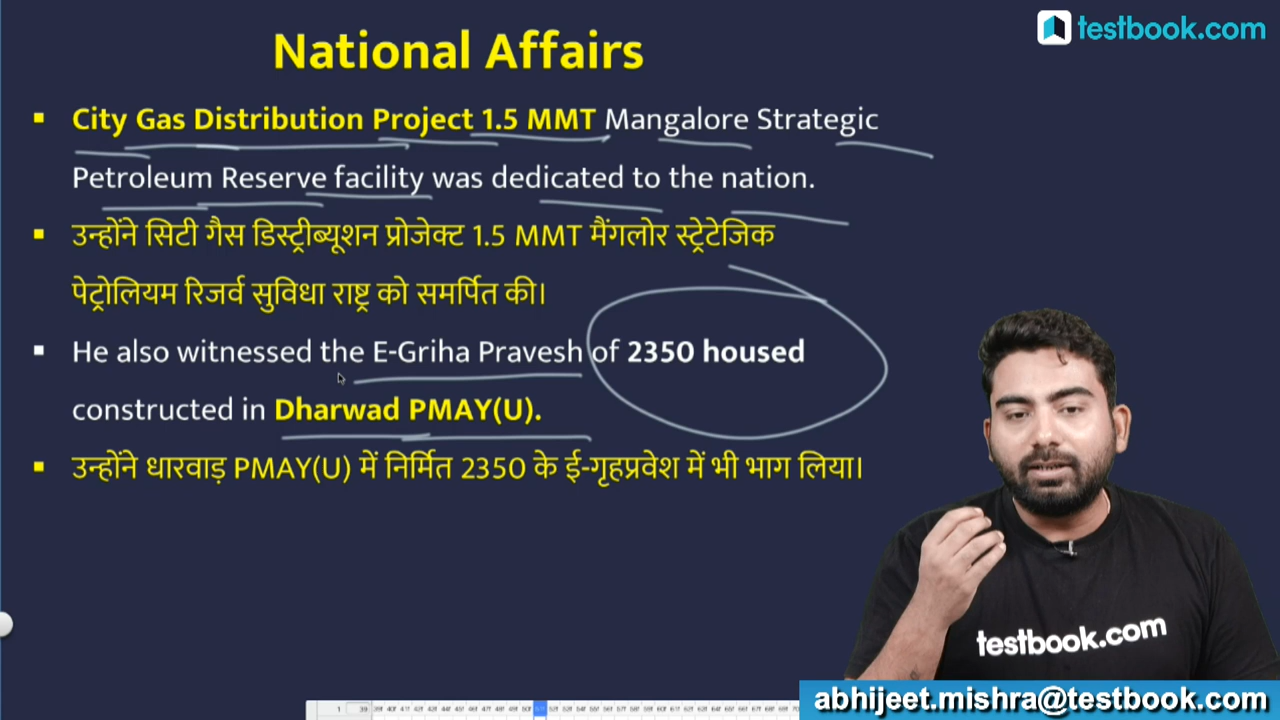 National Affairs
testbook.com
▪ City Gas Distribution Project 1.5 MMT Mangalore Strategic
Petroleum Reserve facility was dedicated to the nation.
▪ उन्होंने सिटी गैस डिस्ट्रीब्यूशन प्रोजेक्ट 1.5 MMT मैंगलोर स्ट्रेटेजिक
पेट्रोलियम रिजर्व सुविधा राष्ट्र को समर्पित की।
▪ He also witnessed the E-Griha Pravesh of 2350 housed
constructed in Dharwad PMAY(U).
▪ उन्होंने धारवाड़ PMAY(U) में निर्मित 2350 के ई-गृहप्रवेश में भी भाग लिया।
testbook.com
abhijeet.mishra@testbook.com